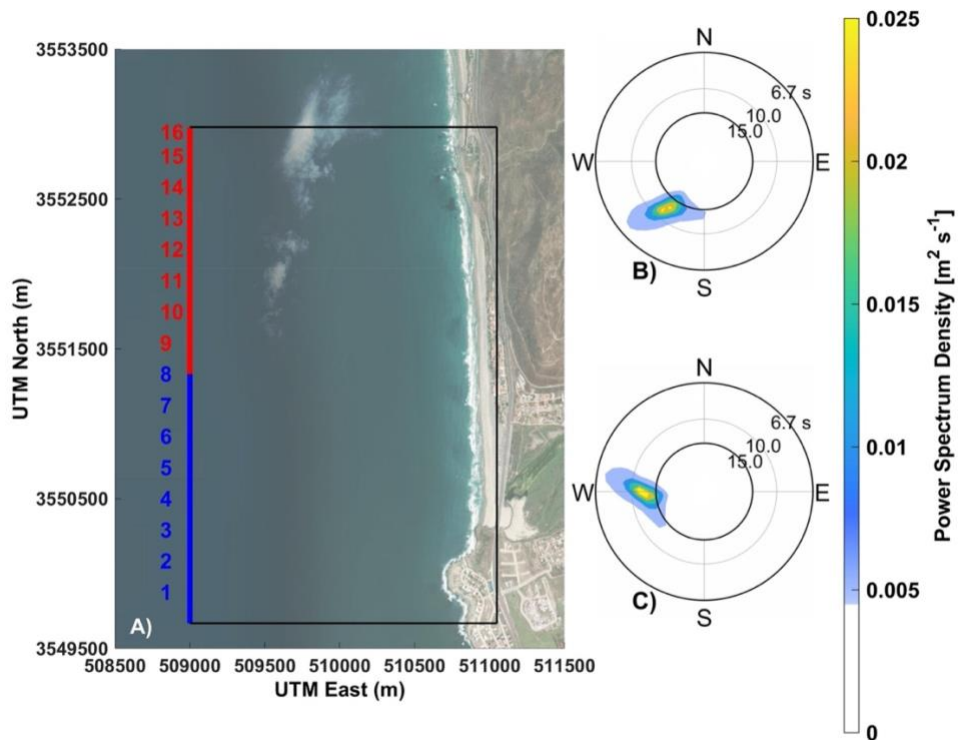 3553500
3552500
3551500
3550500
3549500
UTM North (m)
16
15
14
13
12
11
10
9
8
7
6
5
4
3
2
1
A)
508500 509000 509500 510000 510500 511000 511500
UTM East (m)
N
6.7 s
10.0
15.0
W E
B)
S
N
6.7 s
10.0
15.0
W E
C)
S
0.025
0.02
0.015
0.01
0.005
0
Power Spectrum Density [m² s⁻¹]